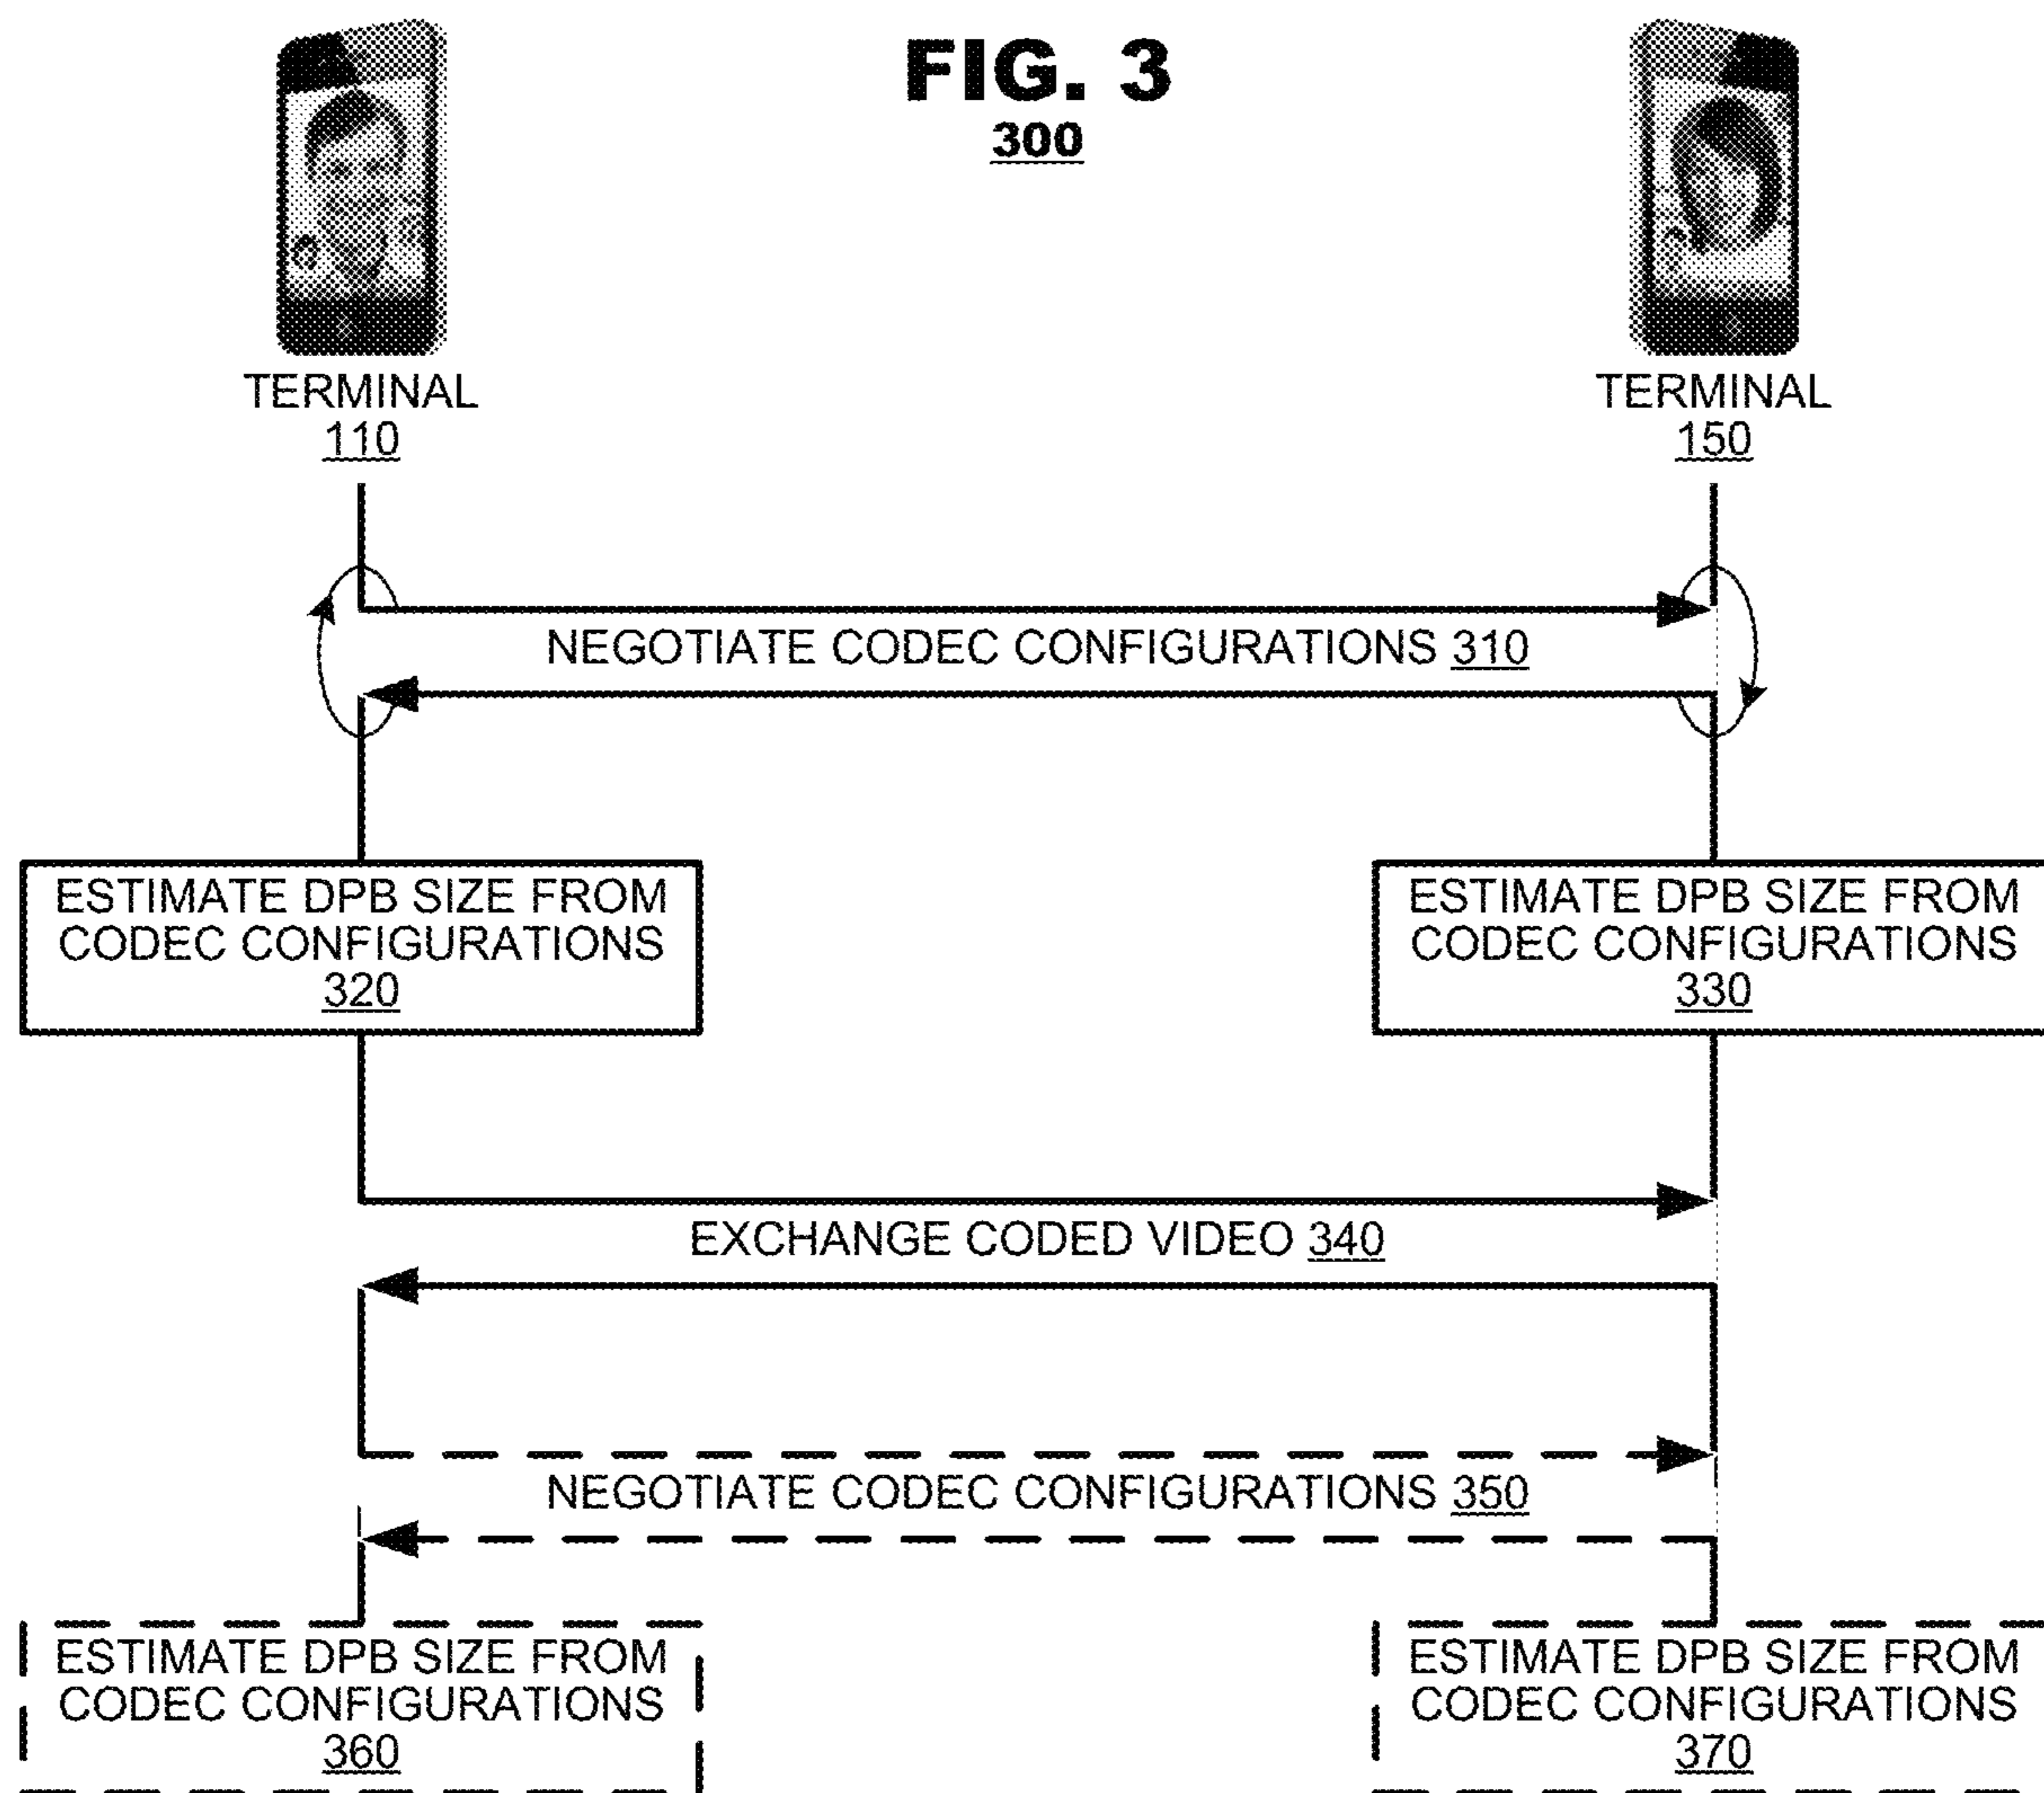 FIG. 3
300
TERMINAL
110
TERMINAL
150
NEGOTIATE CODEC CONFIGURATIONS 310
ESTIMATE DPB SIZE FROM
CODEC CONFIGURATIONS
320
ESTIMATE DPB SIZE FROM
CODEC CONFIGURATIONS
330
EXCHANGE CODED VIDEO 340
NEGOTIATE CODEC CONFIGURATIONS 350
ESTIMATE DPB SIZE FROM
CODEC CONFIGURATIONS
360
ESTIMATE DPB SIZE FROM
CODEC CONFIGURATIONS
370